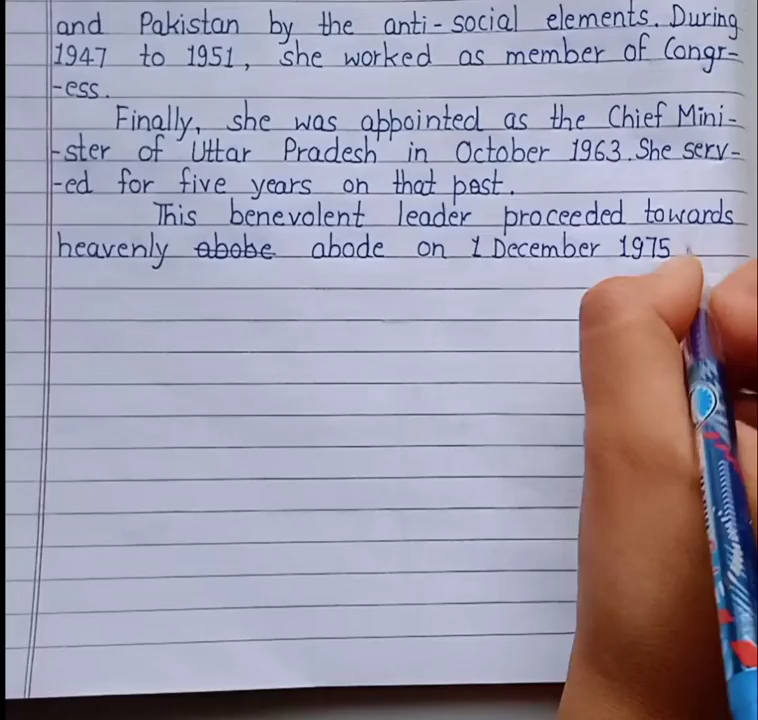 and Pakistan by the anti-social elements. During
1947 to 1951, she worked as member of Congr-
-ess.
Finally, she was appointed as the Chief Mini-
-ster of Uttar Pradesh in October 1963. She serv-
-ed for five years on that post.
This benevolent leader proceeded towards
heavenly abobe abode on 1 December 1975